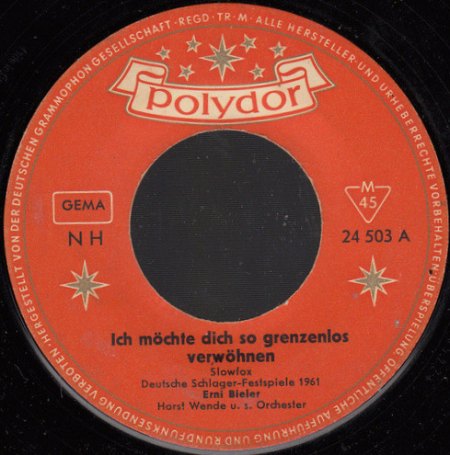 HERGESTELLT VON DER DEUTSCHEN GRAMMOPHON GESELLSCHAFT · REGD · TR · M · ALLE HERSTELLER- UND URHEBERRECHTE VORBEHALTEN · ÜBERSPIELUNG · ÖFFENTLICHE AUFFÜHRUNG UND RUNDFUNKSENDUNG VERBOTEN ·
Polydor
GEMA
N H
M
45
24 503 A
Ich möchte dich so grenzenlos
verwöhnen
Slowfox
Deutsche Schlager-Festspiele 1961
Erni Bieler
Horst Wende u. s. Orchester